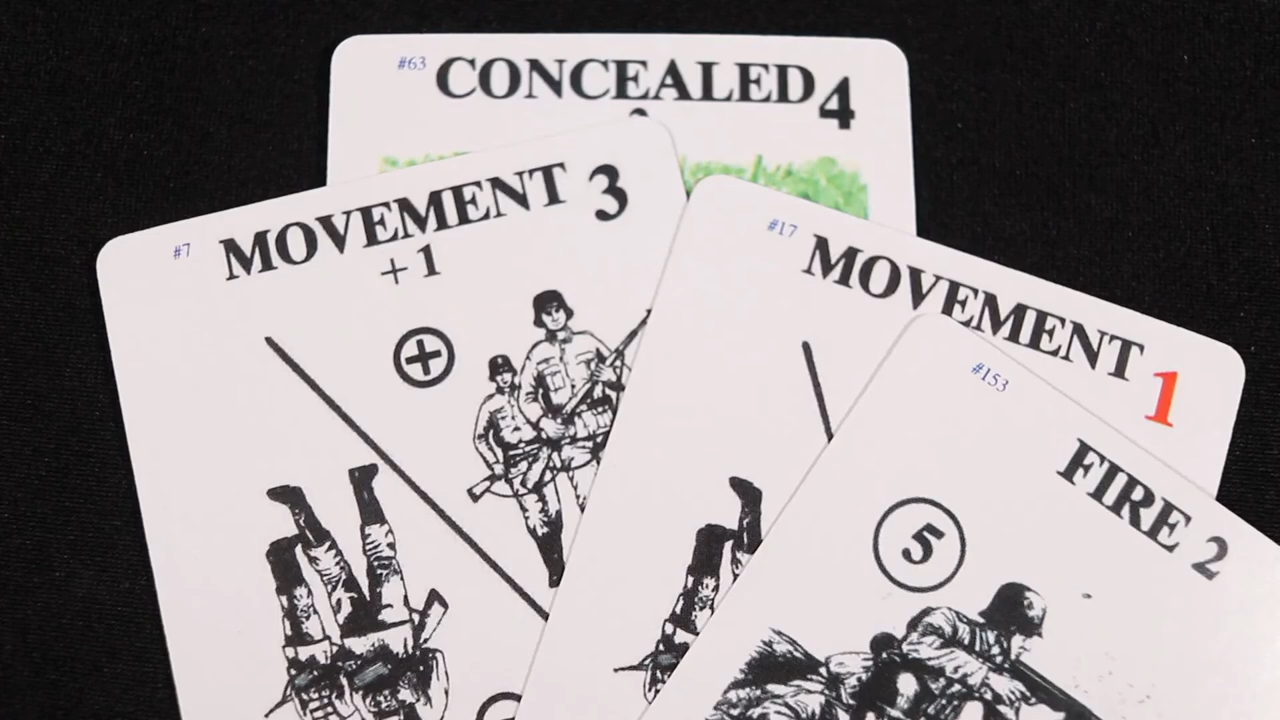 #63 CONCEALED 4
#7 MOVEMENT 3
+1
#17 MOVEMENT 1
#153
FIRE 2
5